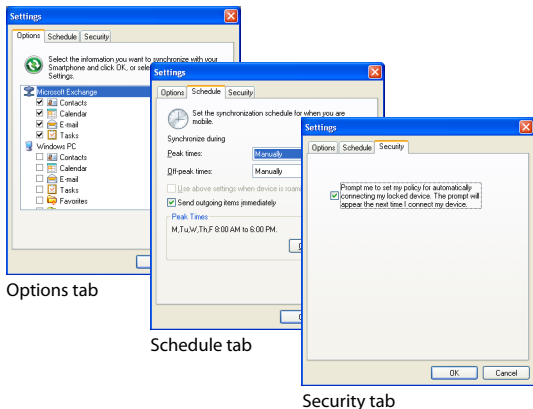 Settings
Options Schedule Security
Select the information you want to synchronize with your
Smartphone and click OK, or sele
Settings.
Microsoft Exchange
Contacts
Calendar
E-mail
Tasks
Windows PC
Contacts
Calendar
E-mail
Tasks
Favorites
Options tab
Settings
Options Schedule Security
Set the synchronization schedule for when you are
mobile.
Synchronize during
Peak times: Manually
Off-peak times: Manually
Use above settings when device is roami
Send outgoing items immediately
Peak Times
M,Tu,W,Th,F 8:00 AM to 6:00 PM.
Schedule tab
Settings
Options Schedule Security
Prompt me to set my policy for automatically
connecting my locked device. The prompt will
appear the next time I connect my device.
OK Cancel
Security tab